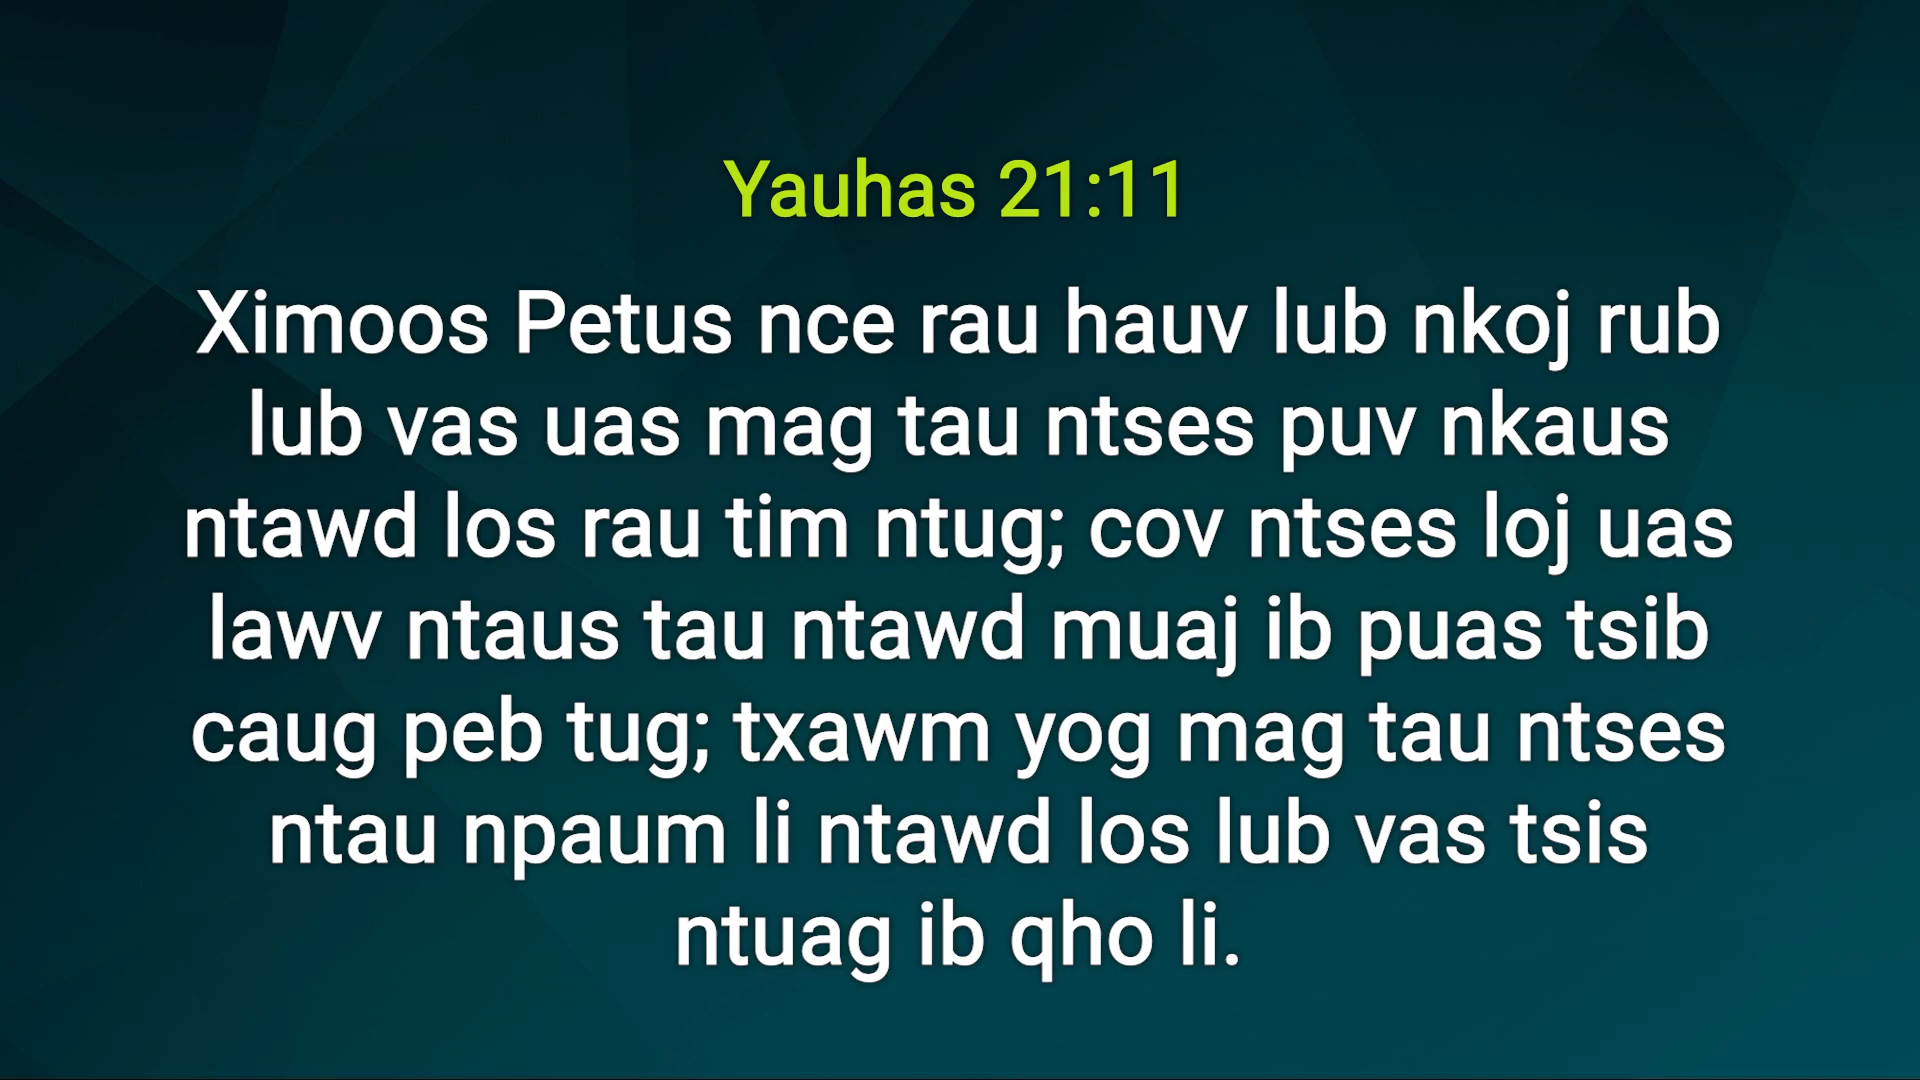 Yauhas 21:11
Ximoos Petus nce rau hauv lub nkoj rub
lub vas uas mag tau ntses puv nkaus
ntawd los rau tim ntug; cov ntses loj uas
lawv ntaus tau ntawd muaj ib puas tsib
caug peb tug; txawm yog mag tau ntses
ntau npaum li ntawd los lub vas tsis
ntuag ib qho li.